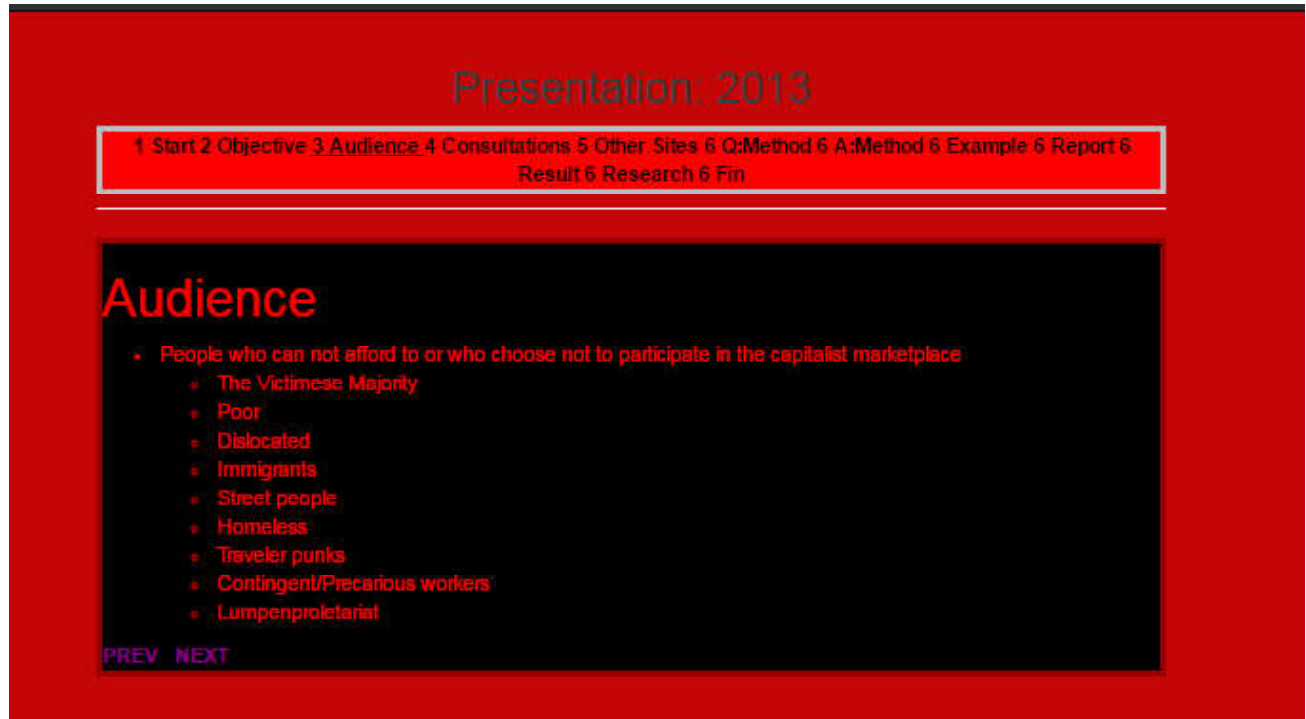 Presentation: 2013
1 Start 2 Objective 3 Audience 4 Consultations 5 Other Sites 6 Q:Method 6 A:Method 6 Example 6 Report 6
Result 6 Research 6 Fin
Audience
People who can not afford to or who choose not to participate in the capitalist marketplace
The Victimese Majority
Poor
Dislocated
Immigrants
Street people
Homeless
Traveler punks
Contingent/Precarious workers
Lumpenproletariat
PREV NEXT